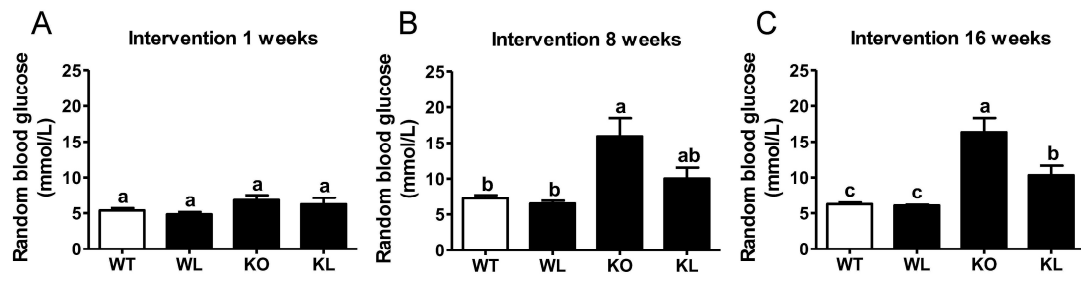 A
Intervention 1 weeks
Random blood glucose
(mmol/L)
25
20
15
10
5
0
a
a
a
a
WT
WL
KO
KL
B
Intervention 8 weeks
Random blood glucose
(mmol/L)
25
20
15
10
5
0
b
b
a
ab
WT
WL
KO
KL
C
Intervention 16 weeks
Random blood glucose
(mmol/L)
25
20
15
10
5
0
c
c
a
b
WT
WL
KO
KL